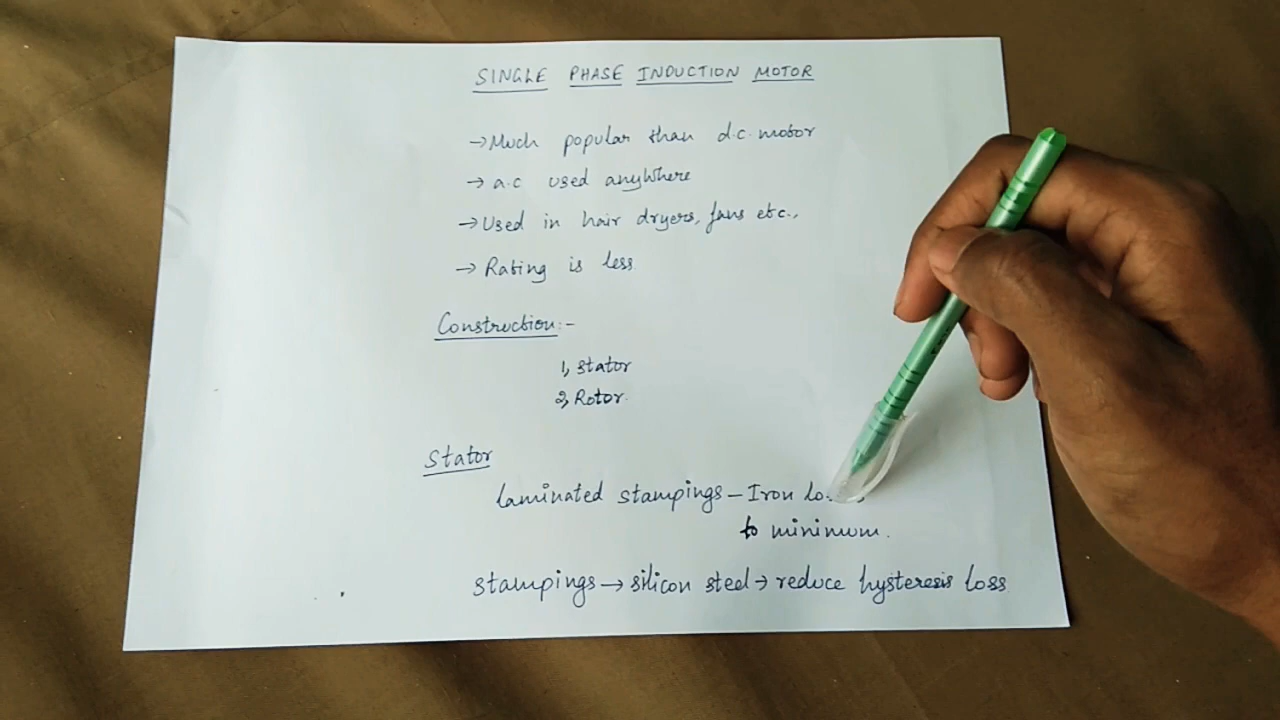 SINGLE PHASE INDUCTION MOTOR
→ Much popular than d.c. motor
→ a.c used anywhere
→ Used in hair dryers, fans etc.,
→ Rating is less.
Construction:-
1, Stator
2, Rotor.
Stator
laminated stampings – Iron
to minimum.
stampings → silicon steel → reduce hysteresis loss.